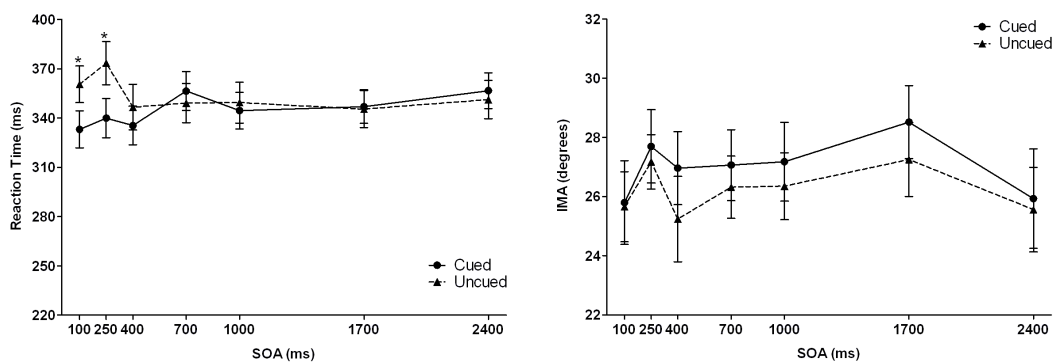 400
370
340
310
280
250
220
Reaction Time (ms)
*
*
Cued
Uncued
100 250 400 700 1000 1700 2400
SOA (ms)
32
30
28
26
24
22
IMA (degrees)
Cued
Uncued
100 250 400 700 1000 1700 2400
SOA (ms)